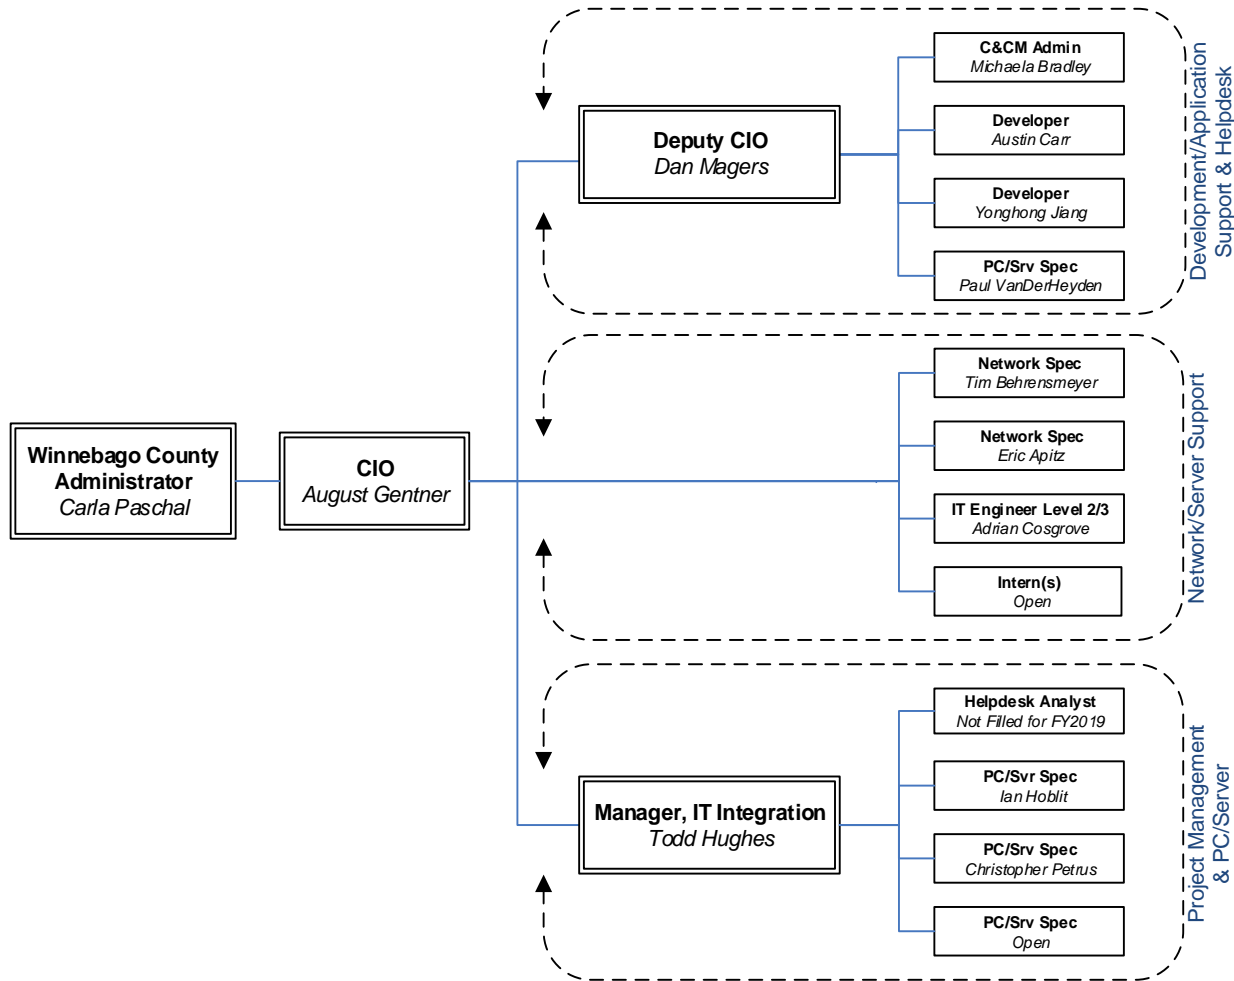 Winnebago County
Administrator
Carla Paschal
CIO
August Gentner
Deputy CIO
Dan Magers
C&CM Admin
Michaela Bradley
Developer
Austin Carr
Developer
Yonghong Jiang
PC/Srv Spec
Paul VanDerHeyden
Development/Application
Support & Helpdesk
Network Spec
Tim Behrensmeyer
Network Spec
Eric Apitz
IT Engineer Level 2/3
Adrian Cosgrove
Intern(s)
Open
Network/Server Support
Manager, IT Integration
Todd Hughes
Helpdesk Analyst
Not Filled for FY2019
PC/Svr Spec
Ian Hoblit
PC/Srv Spec
Christopher Petrus
PC/Srv Spec
Open
Project Management
& PC/Server